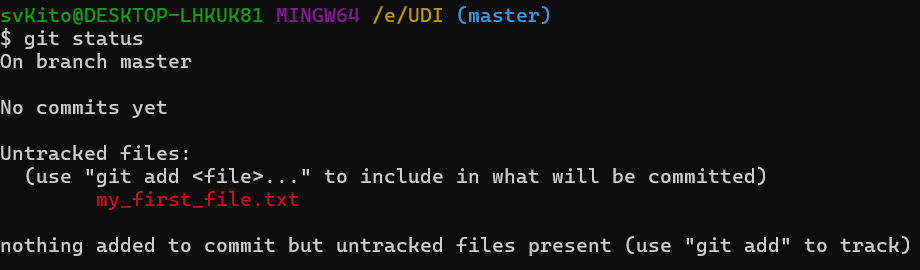 svKito@DESKTOP-LHKUK81 MINGW64 /e/UDI (master)
$ git status
On branch master
No commits yet
Untracked files:
(use "git add <file>..." to include in what will be committed)
my_first_file.txt
nothing added to commit but untracked files present (use "git add" to track)